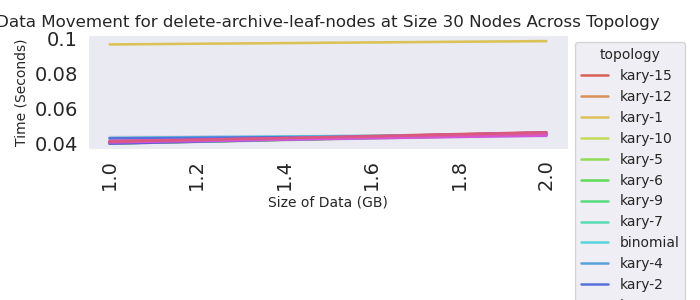 Data Movement for delete-archive-leaf-nodes at Size 30 Nodes Across Topology
Time (Seconds)
0.1
0.08
0.06
0.04
1.0
1.2
1.4
1.6
1.8
2.0
Size of Data (GB)
topology
kary-15
kary-12
kary-1
kary-10
kary-5
kary-6
kary-9
kary-7
binomial
kary-4
kary-2